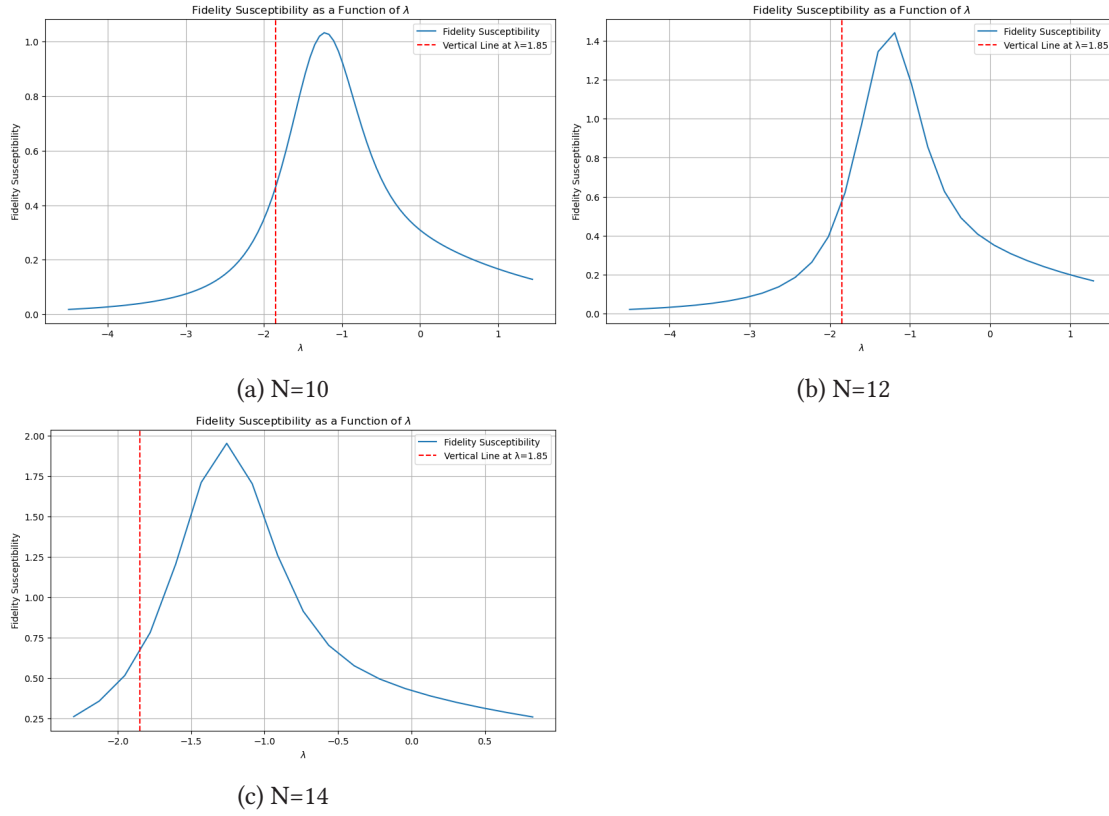 Fidelity Susceptibility as a Function of λ
Fidelity Susceptibility
Vertical Line at λ=1.85
Fidelity Susceptibility
1.0
0.8
0.6
0.4
0.2
0.0
−4
−3
−2
−1
0
1
λ
(a) N=10
Fidelity Susceptibility as a Function of λ
Fidelity Susceptibility
Vertical Line at λ=1.85
Fidelity Susceptibility
1.4
1.2
1.0
0.8
0.6
0.4
0.2
0.0
−4
−3
−2
−1
0
1
λ
(b) N=12
Fidelity Susceptibility as a Function of λ
Fidelity Susceptibility
Vertical Line at λ=1.85
Fidelity Susceptibility
2.00
1.75
1.50
1.25
1.00
0.75
0.50
0.25
−2.0
−1.5
−1.0
−0.5
0.0
0.5
λ
(c) N=14